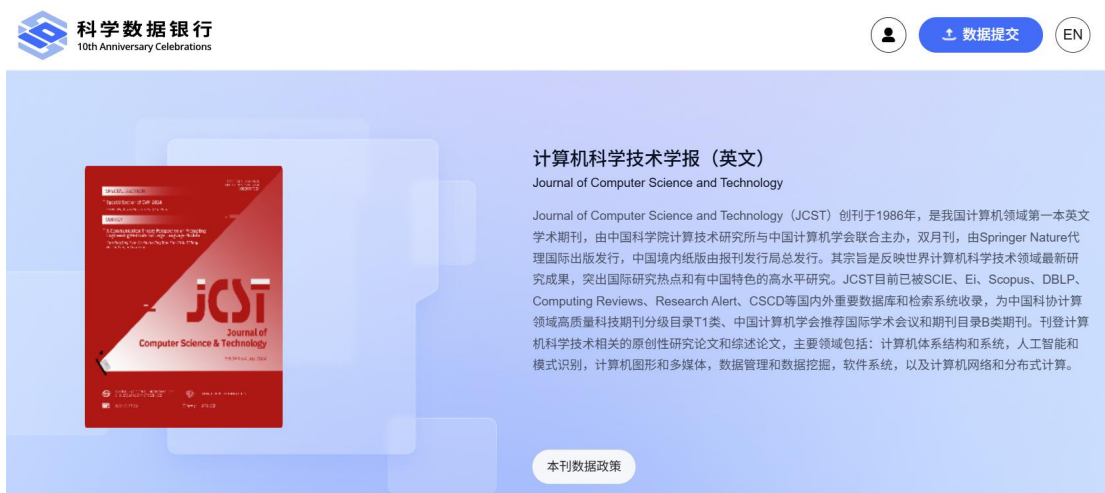 科学数据银行
10th Anniversary Celebrations
数据提交
EN
计算机科学技术学报（英文）
Journal of Computer Science and Technology
Journal of Computer Science and Technology（JCST）创刊于1986年，是我国计算机领域第一本英文
学术期刊，由中国科学院计算技术研究所与中国计算机学会联合主办，双月刊，由Springer Nature代
理国际出版发行，中国境内纸版由报刊发行局总发行。其宗旨是反映世界计算机科学技术领域最新研
究成果，突出国际研究热点和有中国特色的高水平研究。JCST目前已被SCIE、Ei、Scopus、DBLP、
Computing Reviews、Research Alert、CSCD等国内外重要数据库和检索系统收录，为中国科协计算
领域高质量科技期刊分级目录T1类、中国计算机学会推荐国际学术会议和期刊目录B类期刊。刊登计算
机科学技术相关的原创性研究论文和综述论文，主要领域包括：计算机体系结构和系统，人工智能和
模式识别，计算机图形和多媒体，数据管理和数据挖掘，软件系统，以及计算机网络和分布式计算。
本刊数据政策
SPECIAL SECTION
SURVEY
JCST
Journal of
Computer Science & Technology